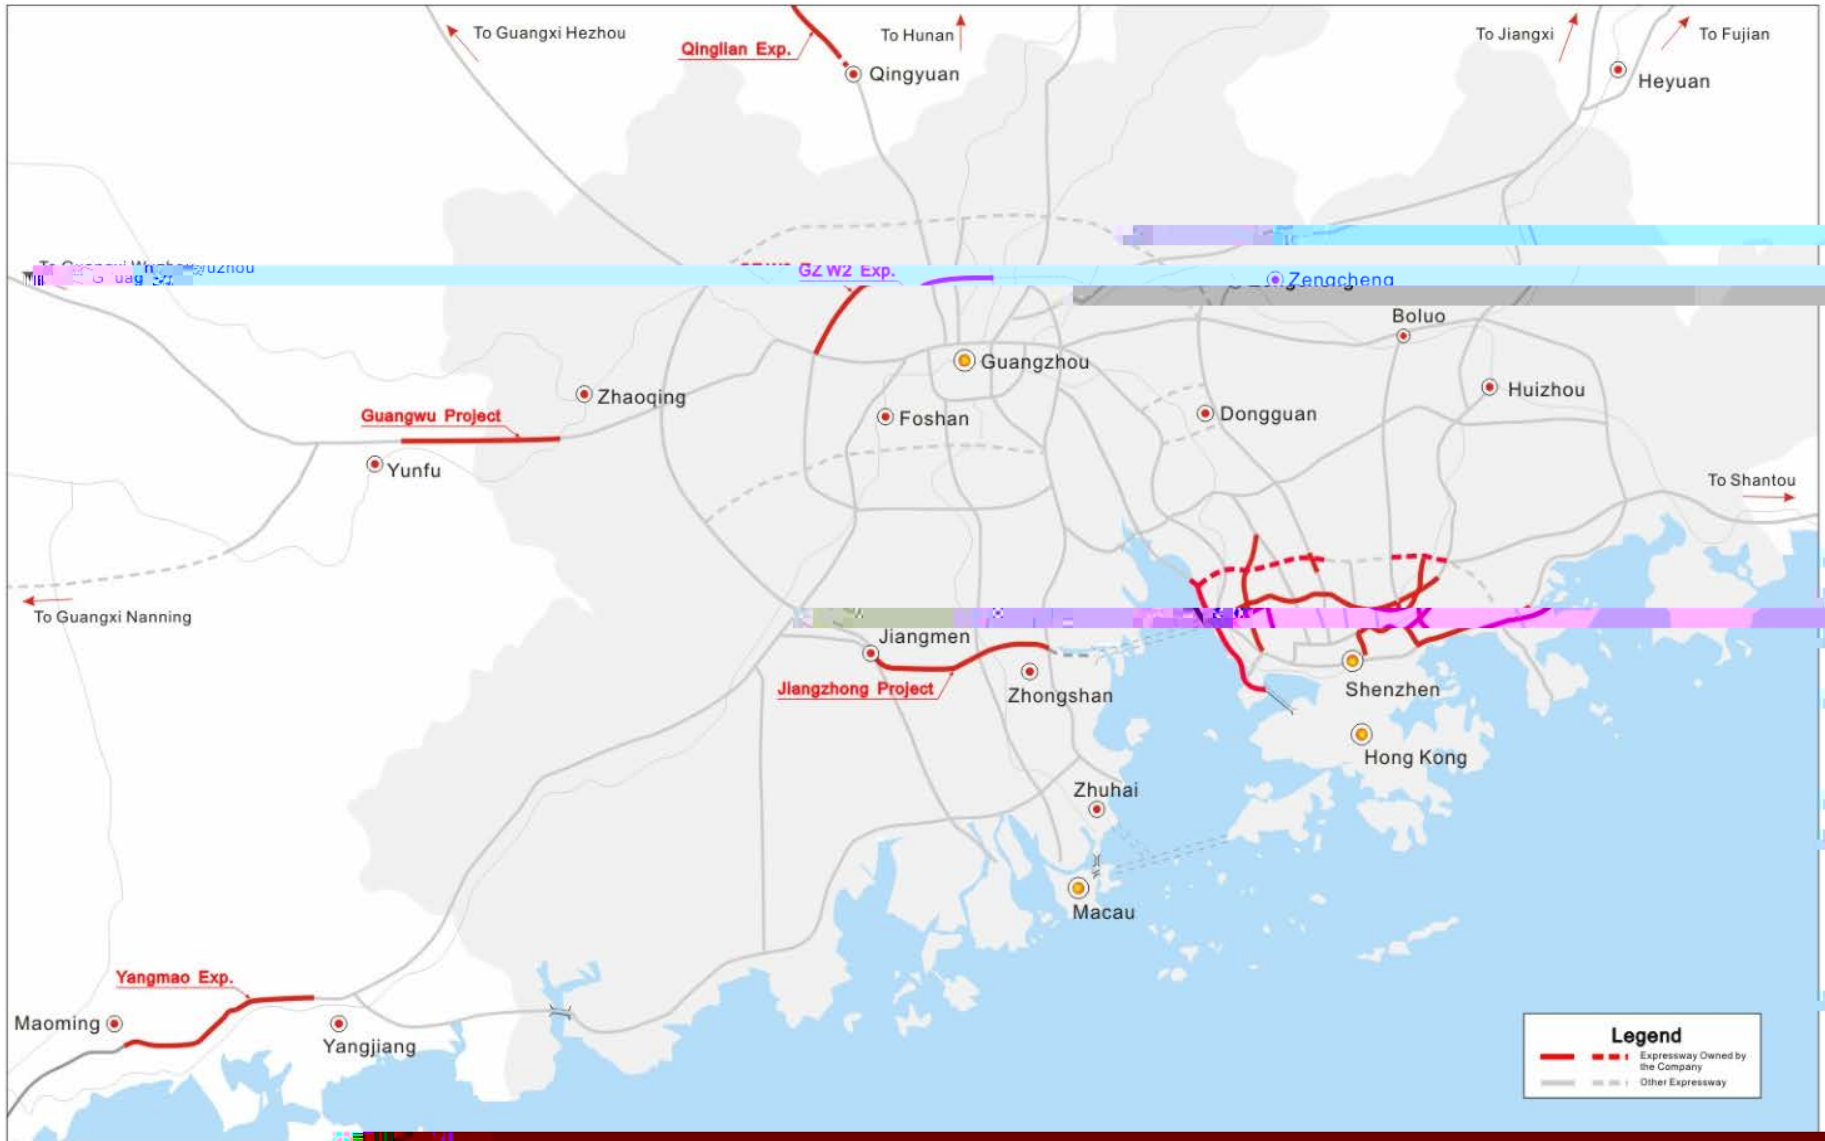 To Guangxi Hezhou
Qinglian Exp.
To Hunan
To Jiangxi
To Fujian
Qingyuan
Heyuan
GZ W2 Exp.
Zengcheng
Boluo
Guangzhou
Zhaoqing
Huizhou
Guangwu Project
Foshan
Dongguan
Yunfu
To Shantou
To Guangxi Nanning
Jiangmen
Jiangzhong Project
Zhongshan
Shenzhen
Hong Kong
Zhuhai
Macau
Yangmao Exp.
Maoming
Yangjiang
Legend
Expressway Owned by
the Company
Other Expressway